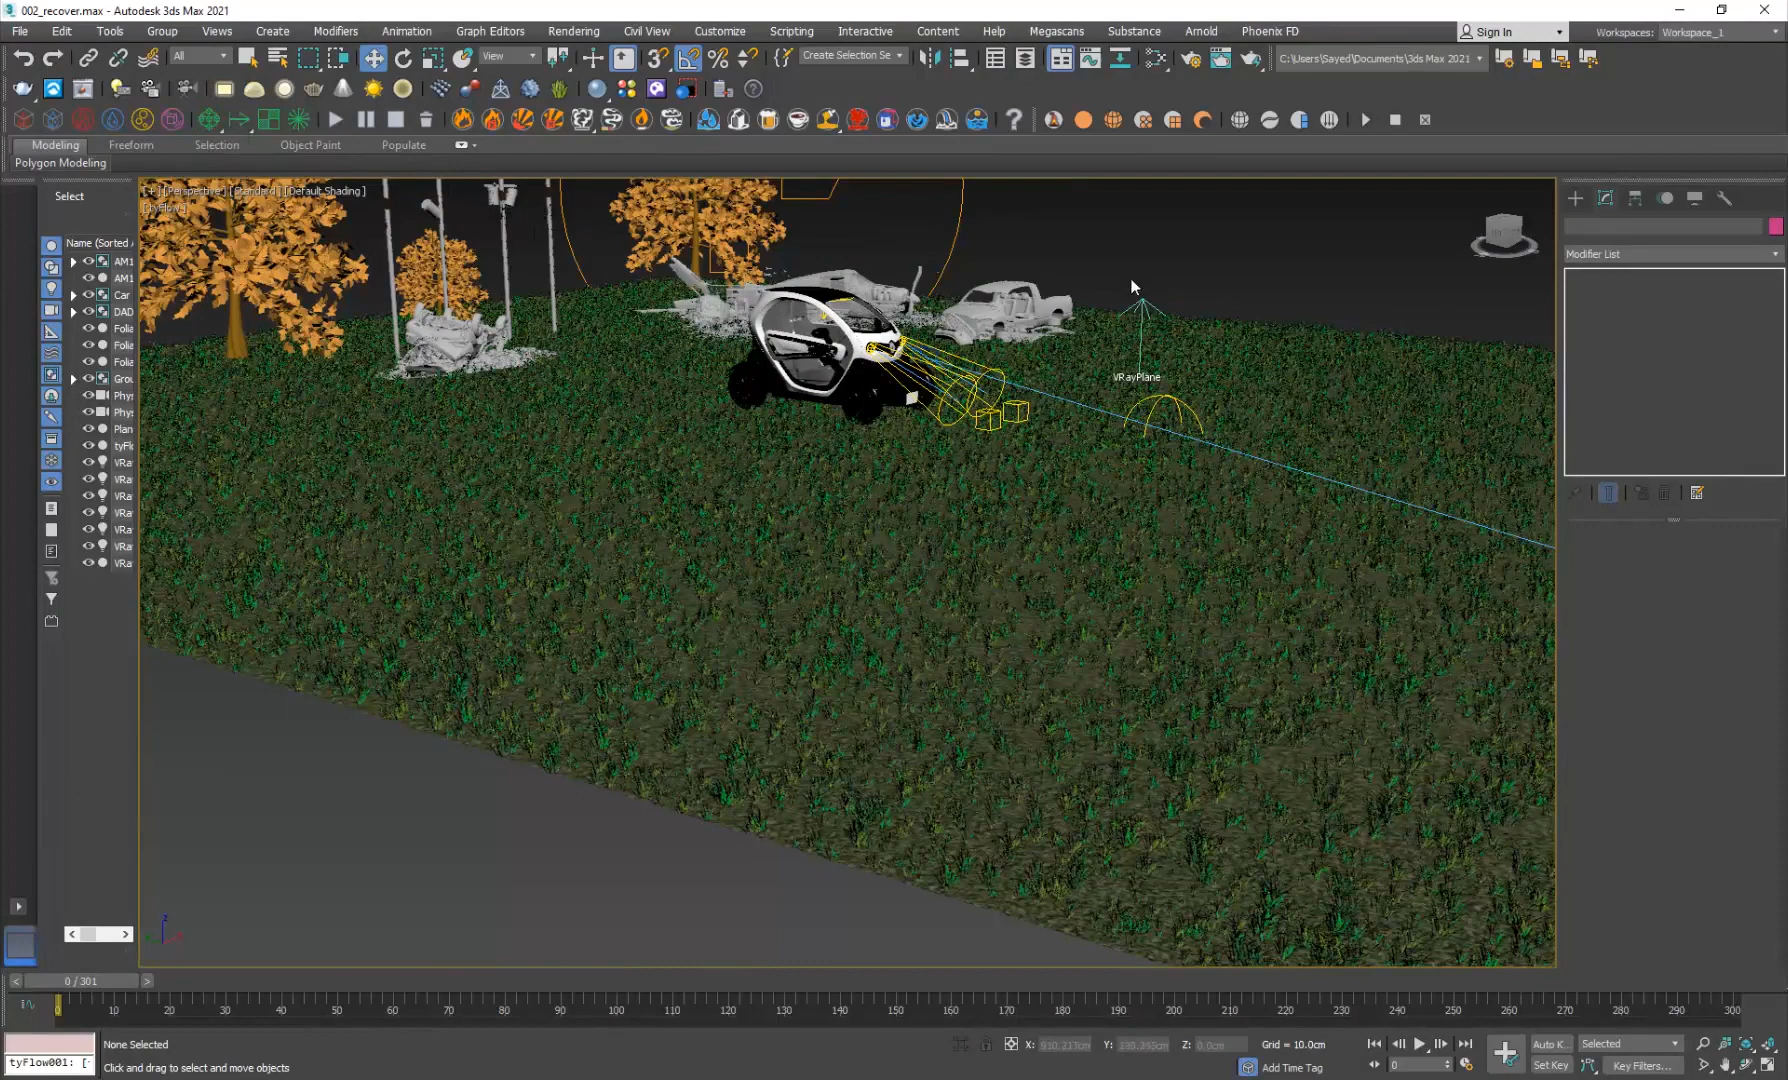 002_recover.max - Autodesk 3ds Max 2021
File Edit Tools Group Views Create Modifiers Animation Graph Editors Rendering Civil View Customize Scripting Interactive Content Help Megascans Substance Arnold Phoenix FD Sign In Workspaces: Workspace_1
All View Create Selection Se C:\Users\Sayed\Documents\3ds Max 2021
Modeling Freeform Selection Object Paint Populate
Polygon Modeling
[+] [Perspective] [Standard] [Default Shading]
[tyFlow]
Select
Modifier List
Name (Sorted A
AM1
AM1
Car
DAD
Folia
Folia
Folia
Grou
Phys
Phys
Plan
tyFlo
VRa
VRa
VRa
VRa
VRa
VRa
VRa
VRayPlane
0 / 301
0 10 20 30 40 50 60 70 80 90 100 110 120 130 140 150 160 170 180 190 200 210 220 230 240 250 260 270 280 290 300
None Selected X: Y: Z: 0.0cm Grid = 10.0cm Auto K... Selected
tyFlow001: [ Click and drag to select and move objects Add Time Tag 0 Set Key Key Filters...